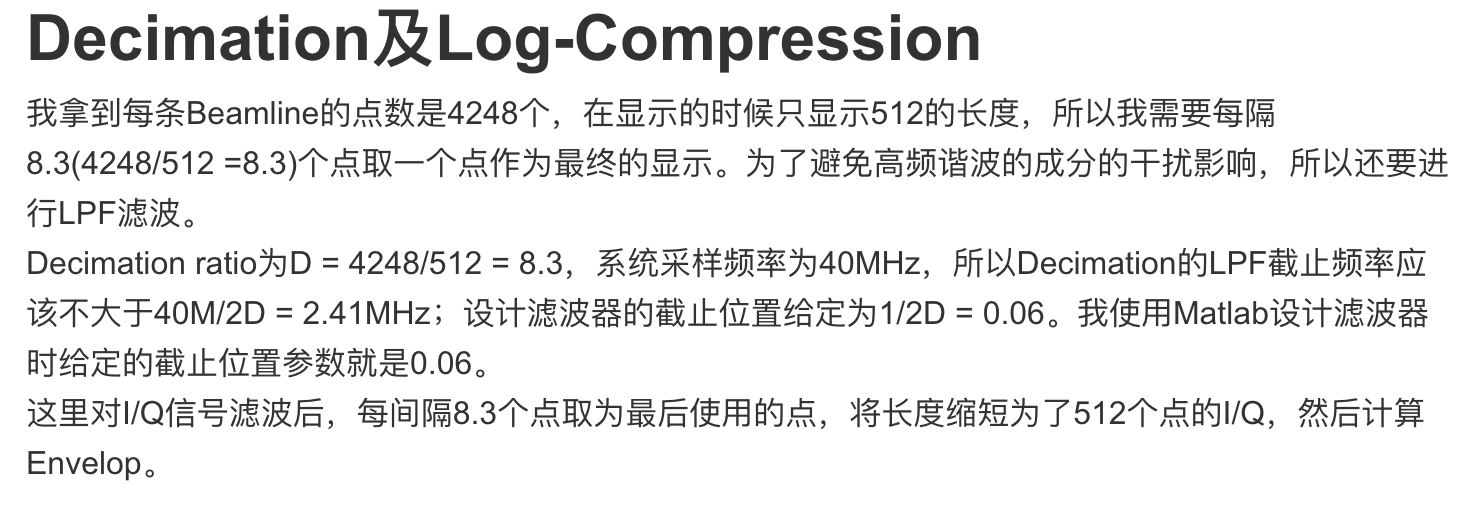 Decimation及Log-Compression
我拿到每条Beamline的点数是4248个，在显示的时候只显示512的长度，所以我需要每隔
8.3(4248/512 =8.3)个点取一个点作为最终的显示。为了避免高频谐波的成分的干扰影响，所以还要进
行LPF滤波。
Decimation ratio为D = 4248/512 = 8.3，系统采样频率为40MHz，所以Decimation的LPF截止频率应
该不大于40M/2D = 2.41MHz；设计滤波器的截止位置给定为1/2D = 0.06。我使用Matlab设计滤波器
时给定的截止位置参数就是0.06。
这里对I/Q信号滤波后，每间隔8.3个点取为最后使用的点，将长度缩短为了512个点的I/Q，然后计算
Envelop。